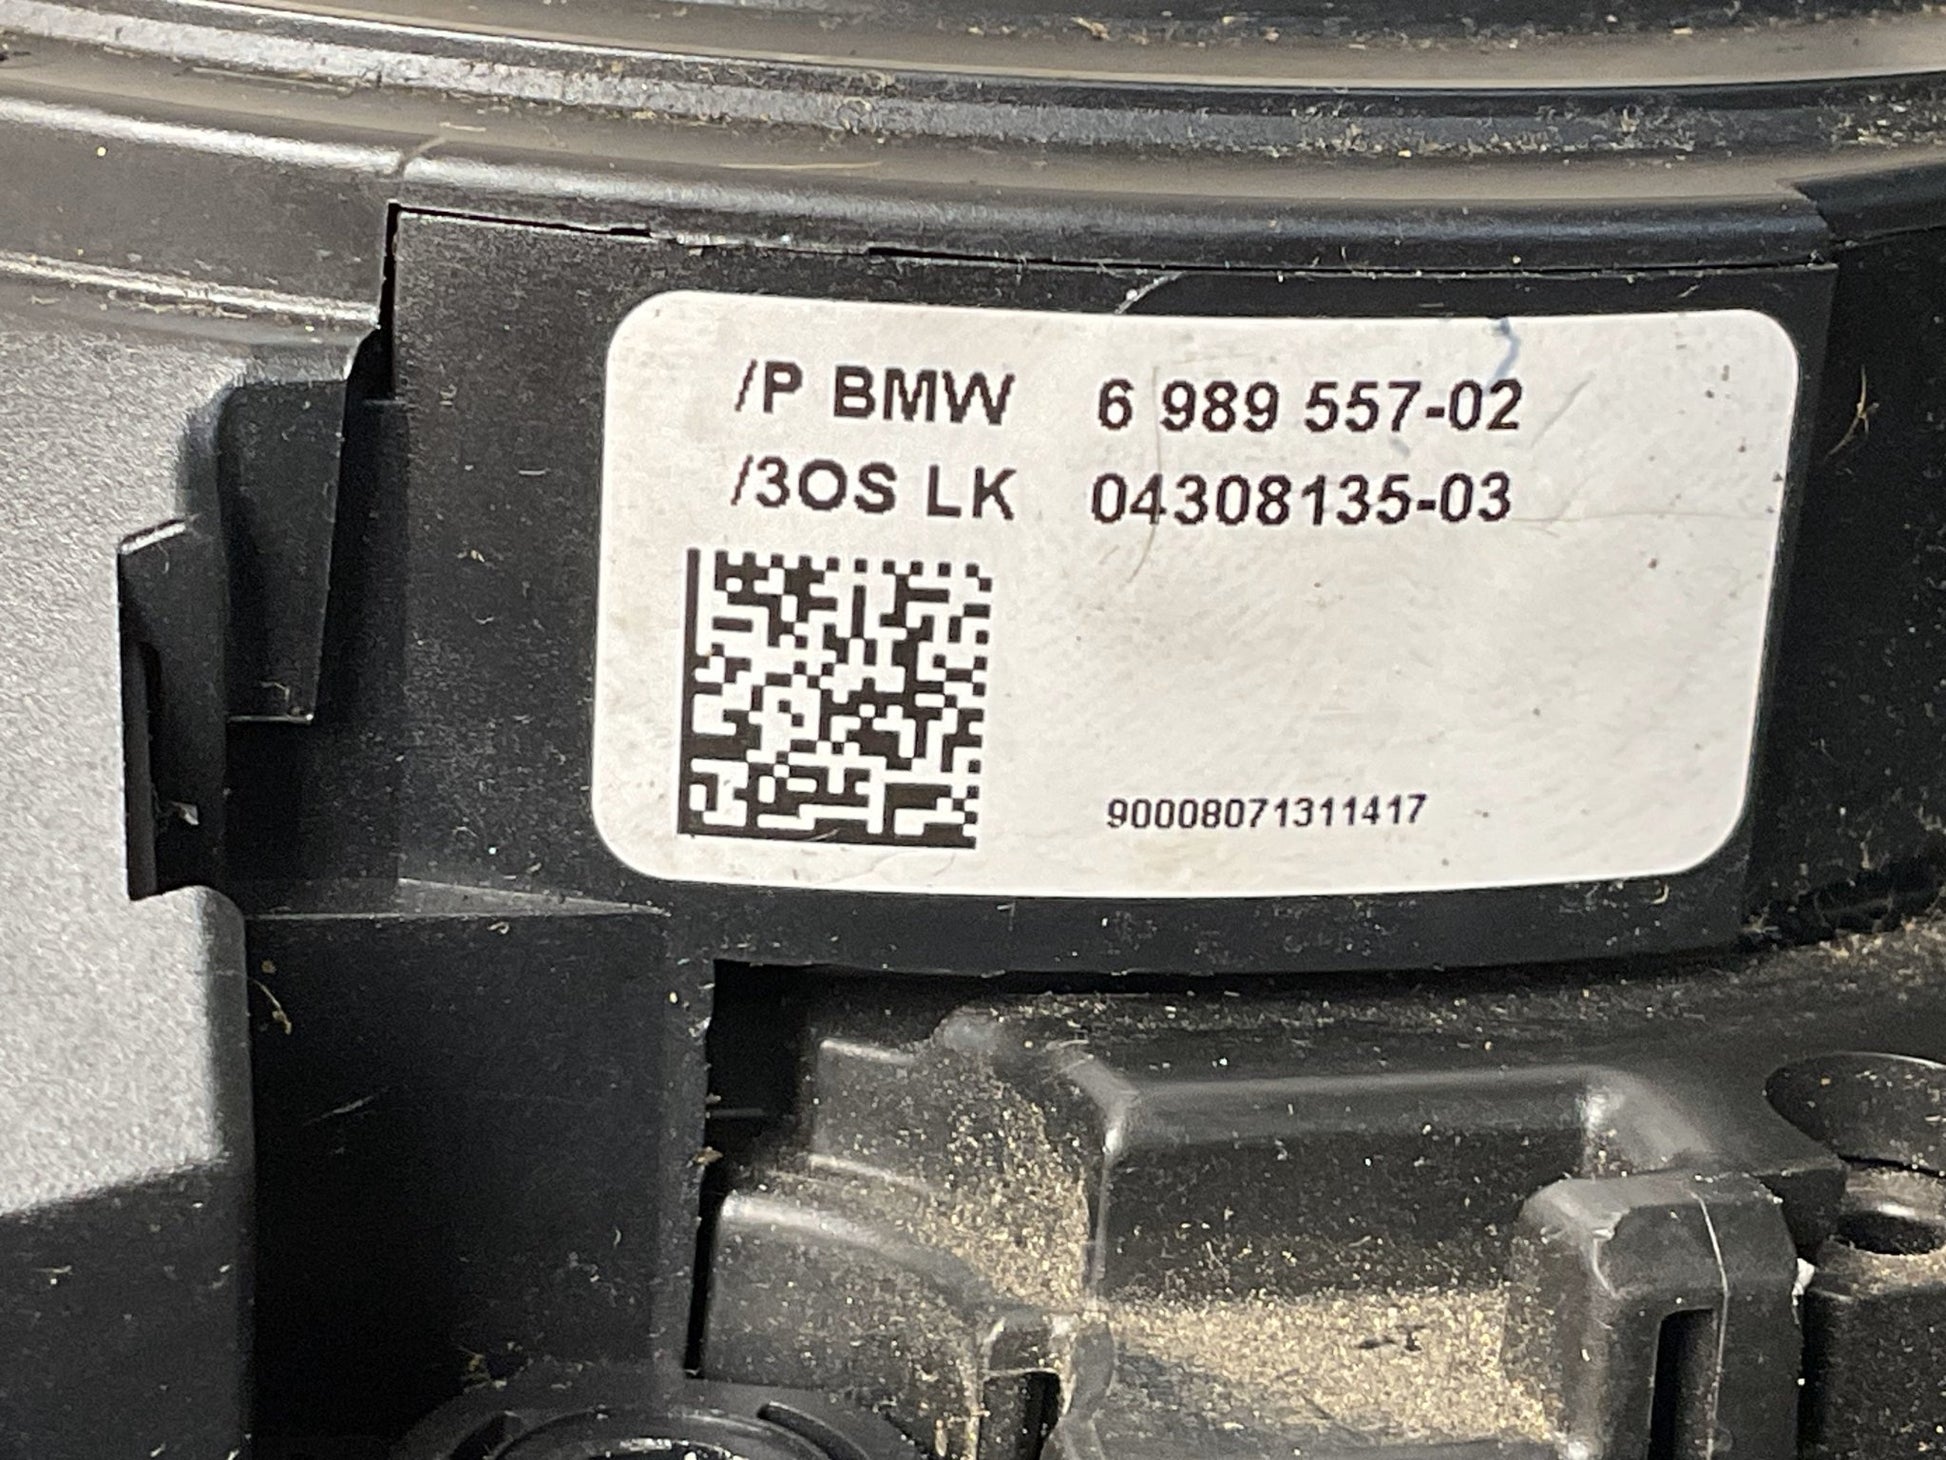 /P BMW 6 989 557-02
/3OS LK 04308135-03
90008071311417